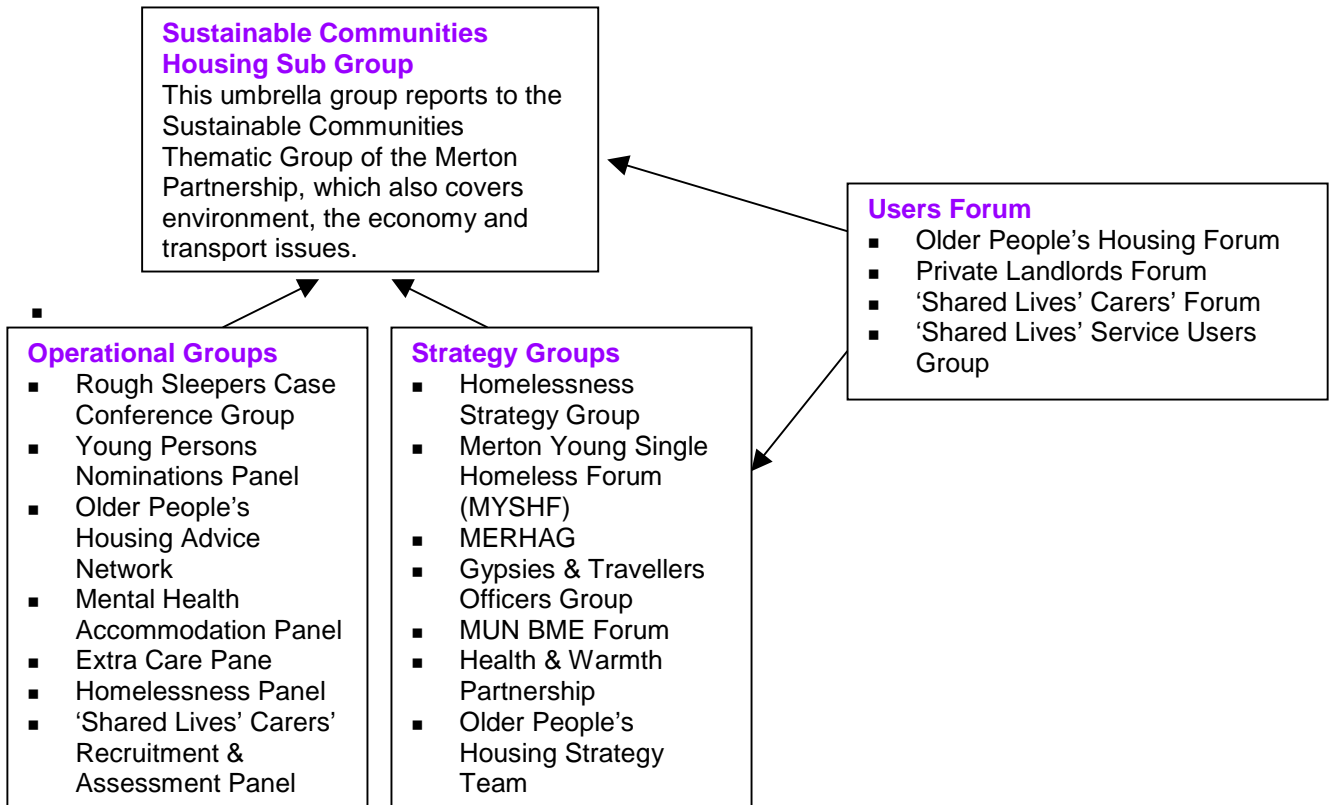 Sustainable Communities
Housing Sub Group
This umbrella group reports to the
Sustainable Communities
Thematic Group of the Merton
Partnership, which also covers
environment, the economy and
transport issues.
Users Forum
▪ Older People’s Housing Forum
▪ Private Landlords Forum
▪ ‘Shared Lives’ Carers’ Forum
▪ ‘Shared Lives’ Service Users
Group
▪
Operational Groups
▪ Rough Sleepers Case
Conference Group
▪ Young Persons
Nominations Panel
▪ Older People’s
Housing Advice
Network
▪ Mental Health
Accommodation Panel
▪ Extra Care Pane
▪ Homelessness Panel
▪ ‘Shared Lives’ Carers’
Recruitment &
Assessment Panel
Strategy Groups
▪ Homelessness
Strategy Group
▪ Merton Young Single
Homeless Forum
(MYSHF)
▪ MERHAG
▪ Gypsies & Travellers
Officers Group
▪ MUN BME Forum
▪ Health & Warmth
Partnership
▪ Older People’s
Housing Strategy
Team